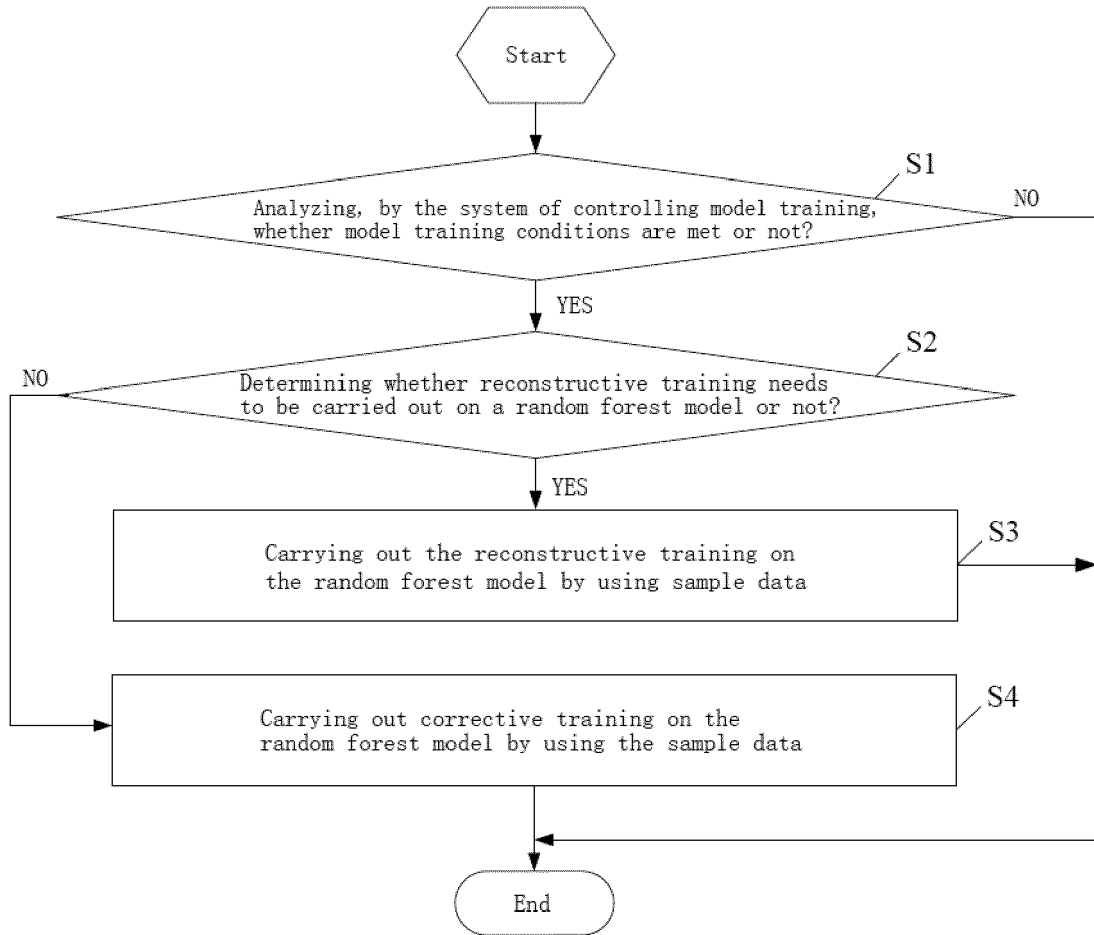 Start
S1
NO
Analyzing, by the system of controlling model training,
whether model training conditions are met or not?
YES
S2
NO
Determining whether reconstructive training needs
to be carried out on a random forest model or not?
YES
S3
Carrying out the reconstructive training on
the random forest model by using sample data
S4
Carrying out corrective training on the
random forest model by using the sample data
End